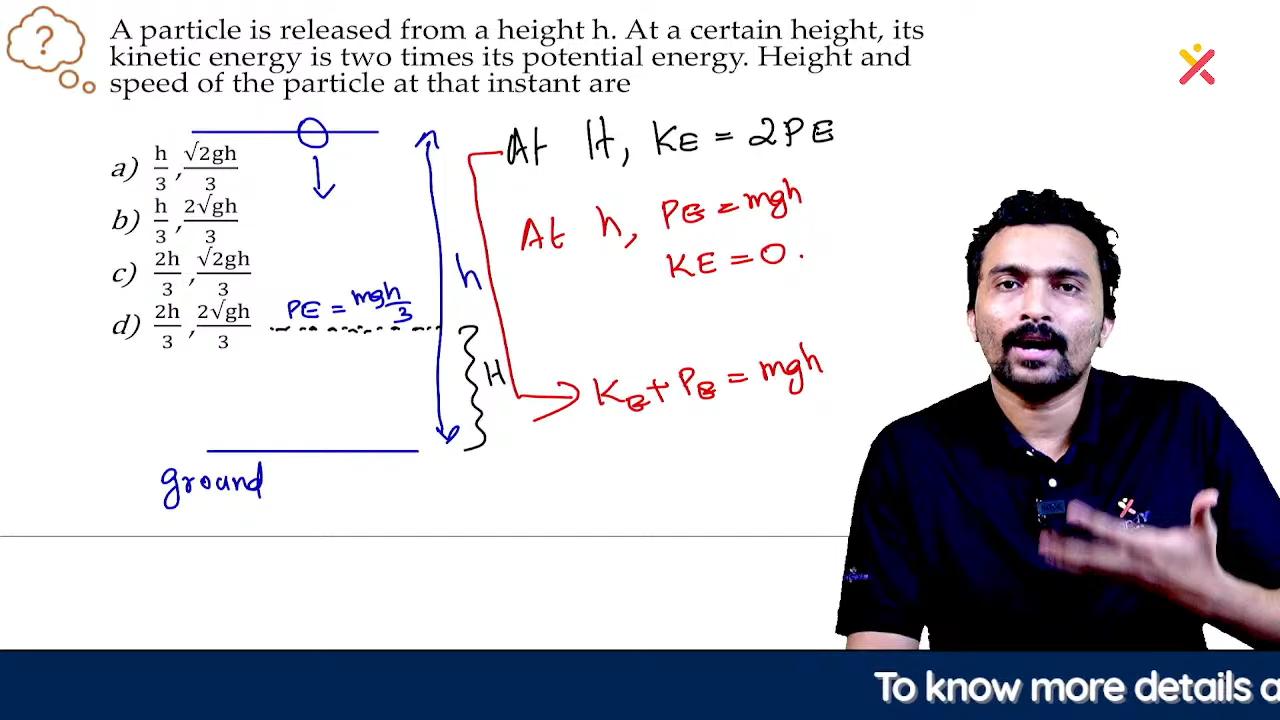 ?
A particle is released from a height h. At a certain height, its
kinetic energy is two times its potential energy. Height and
speed of the particle at that instant are
a) h/3 , √2gh/3
b) h/3 , 2√gh/3
c) 2h/3 , √2gh/3
d) 2h/3 , 2√gh/3
PE = mgh/3
h
H
ground
At H, KE = 2PE
At h, PE = mgh
KE = 0.
KE + PE = mgh
To know more details a